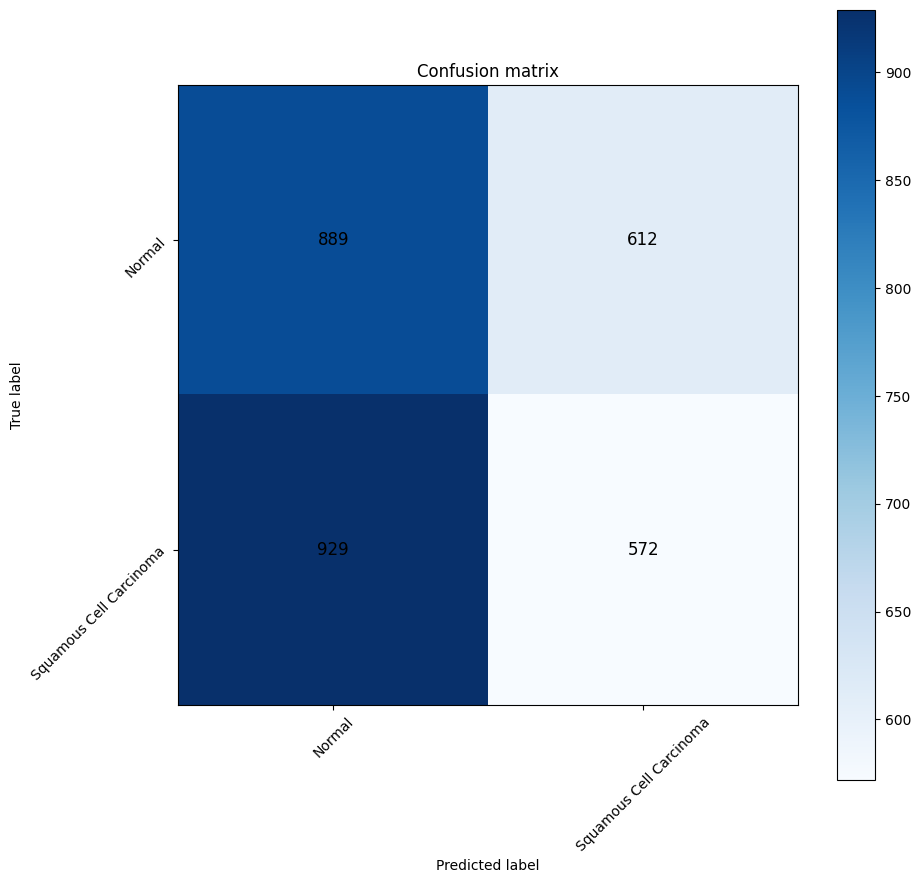 Confusion matrix
True label
Normal
Squamous Cell Carcinoma
889
612
929
572
Normal
Squamous Cell Carcinoma
Predicted label
900
850
800
750
700
650
600